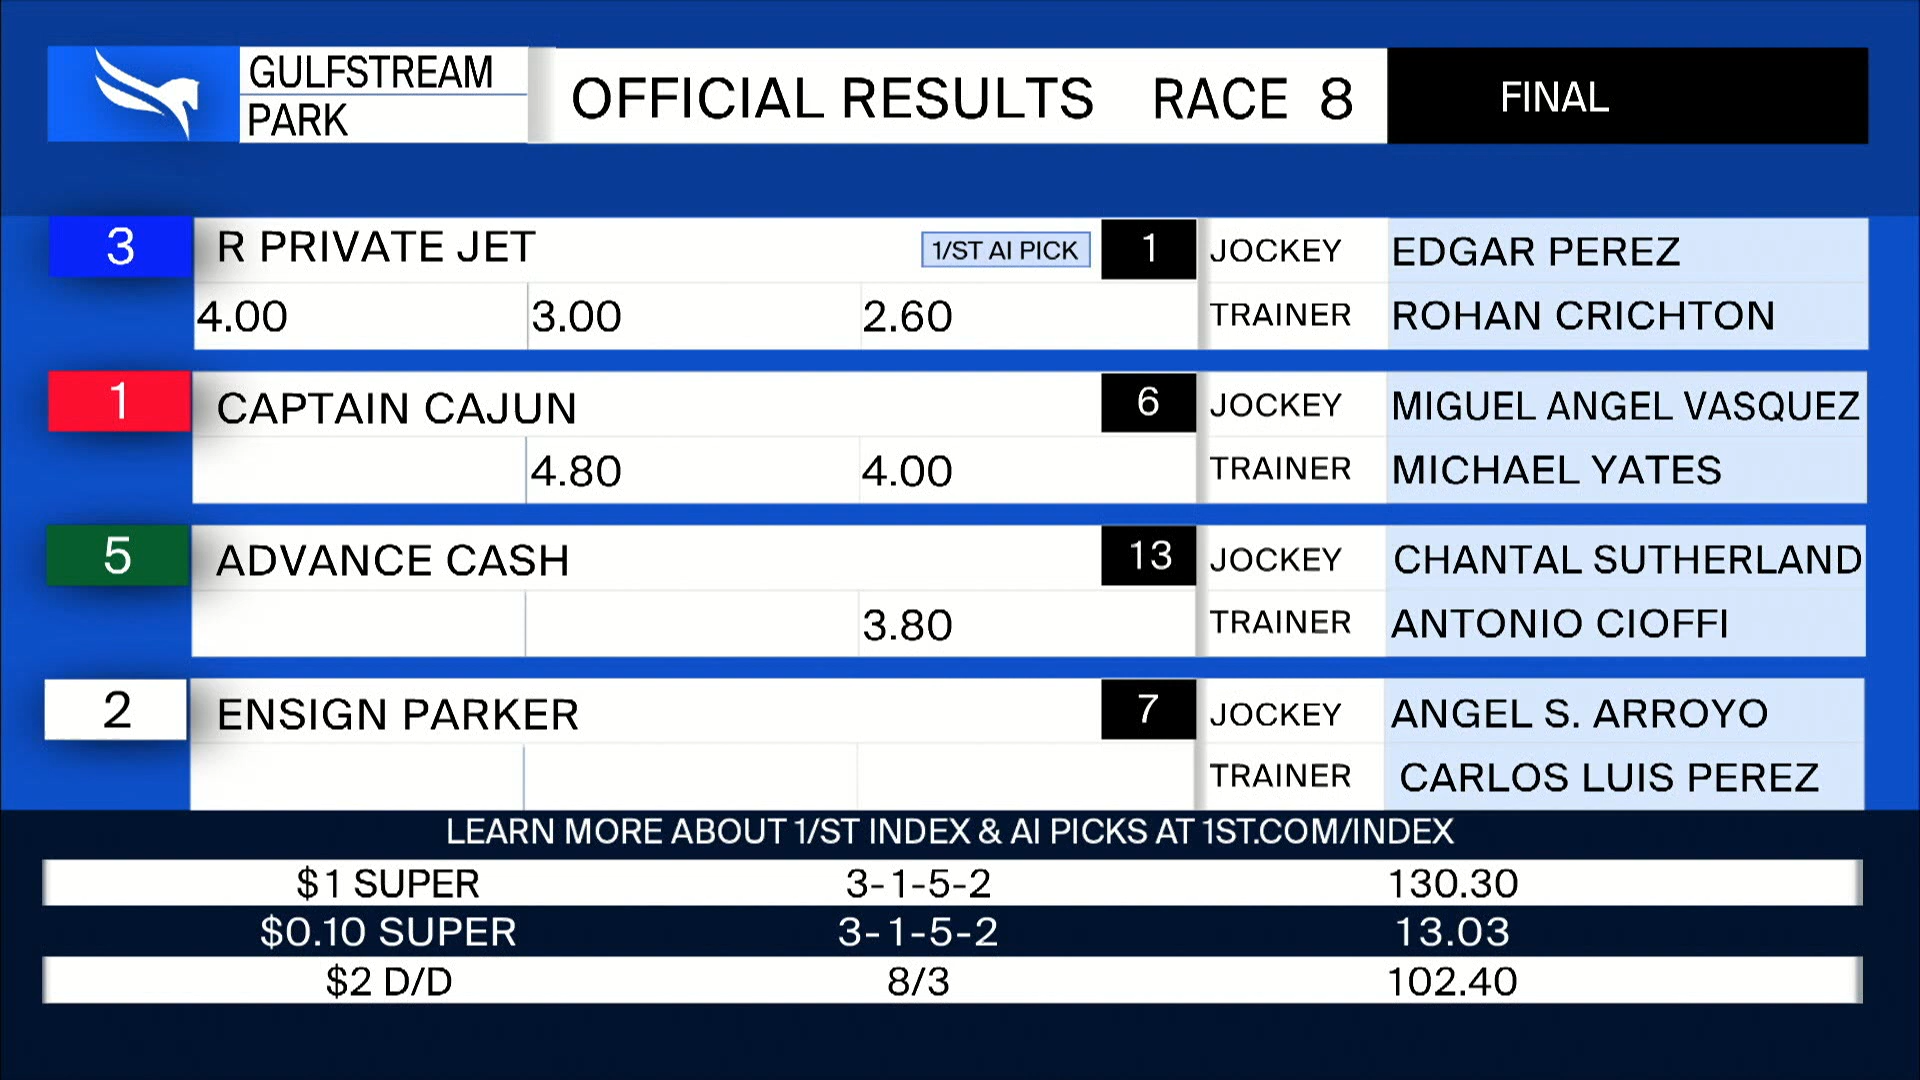 GULFSTREAM
PARK
OFFICIAL RESULTS RACE 8
FINAL
3 R PRIVATE JET 1/ST AI PICK 1 JOCKEY EDGAR PEREZ
4.00 3.00 2.60 TRAINER ROHAN CRICHTON
1 CAPTAIN CAJUN 6 JOCKEY MIGUEL ANGEL VASQUEZ
4.80 4.00 TRAINER MICHAEL YATES
5 ADVANCE CASH 13 JOCKEY CHANTAL SUTHERLAND
3.80 TRAINER ANTONIO CIOFFI
2 ENSIGN PARKER 7 JOCKEY ANGEL S. ARROYO
TRAINER CARLOS LUIS PEREZ
LEARN MORE ABOUT 1/ST INDEX & AI PICKS AT 1ST.COM/INDEX
$1 SUPER 3-1-5-2 130.30
$0.10 SUPER 3-1-5-2 13.03
$2 D/D 8/3 102.40